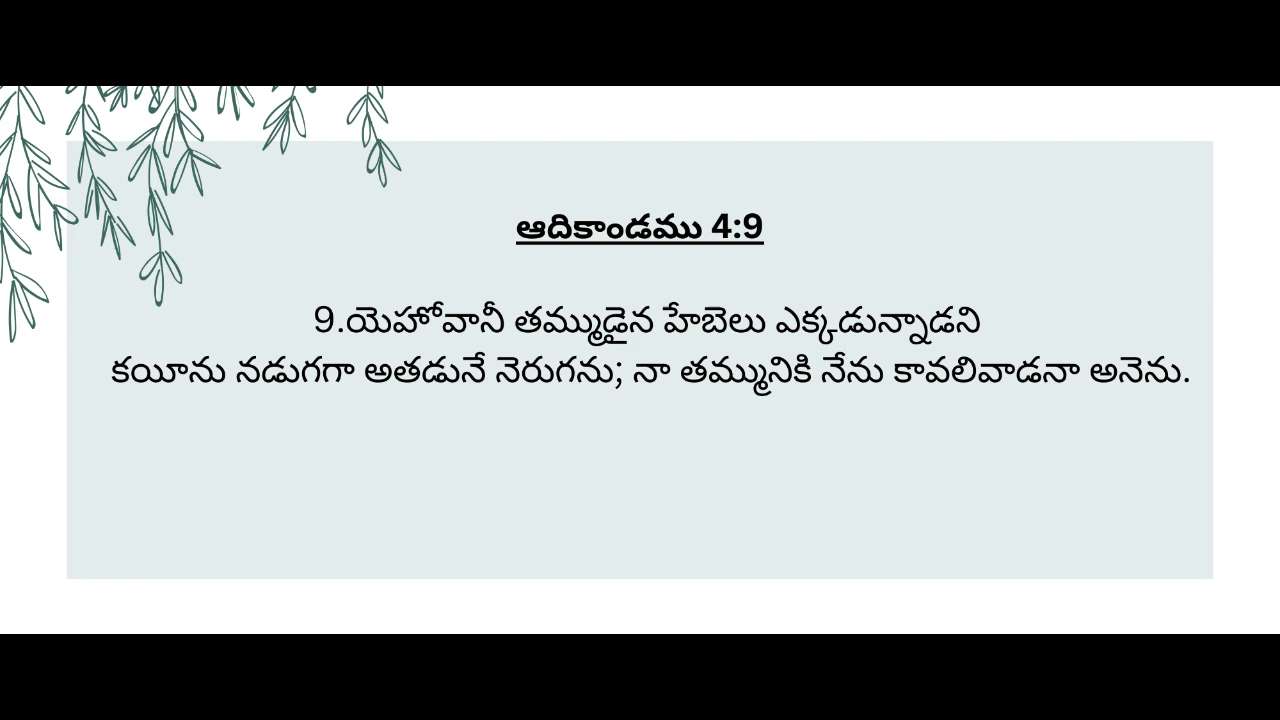 ఆదికాండము 4:9
9.యెహోవానీ తమ్ముడైన హేబెలు ఎక్కడున్నాడని
కయీను నడుగగా అతడునే నెరుగను; నా తమ్మునికి నేను కావలివాడనా అనెను.